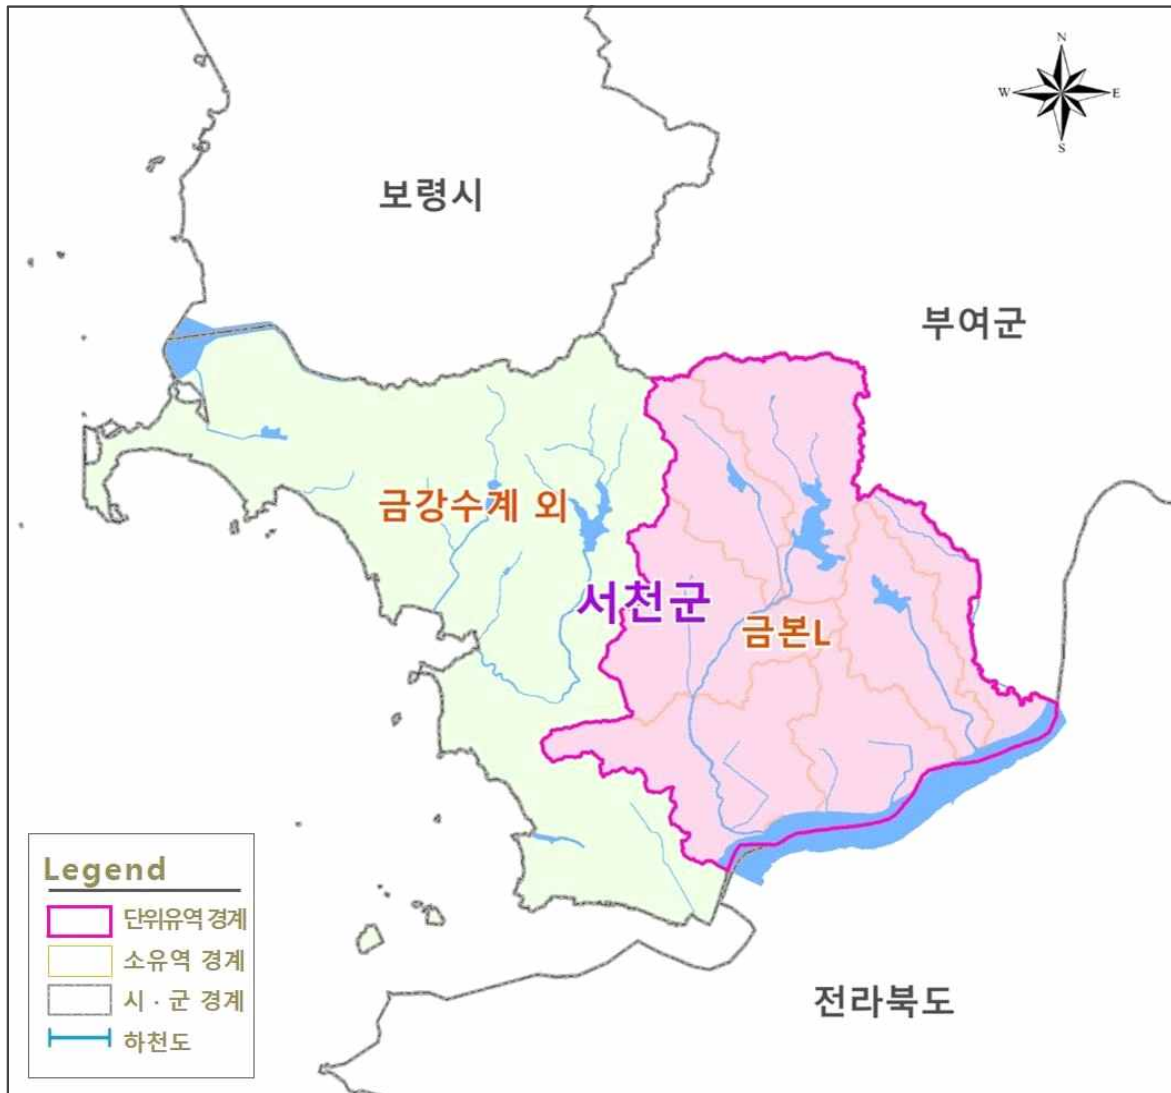 N
W E
S
보령시
부여군
금강수계 외
서천군
금본L
전라북도
Legend
단위유역 경계
소유역 경계
시 · 군 경계
하천도